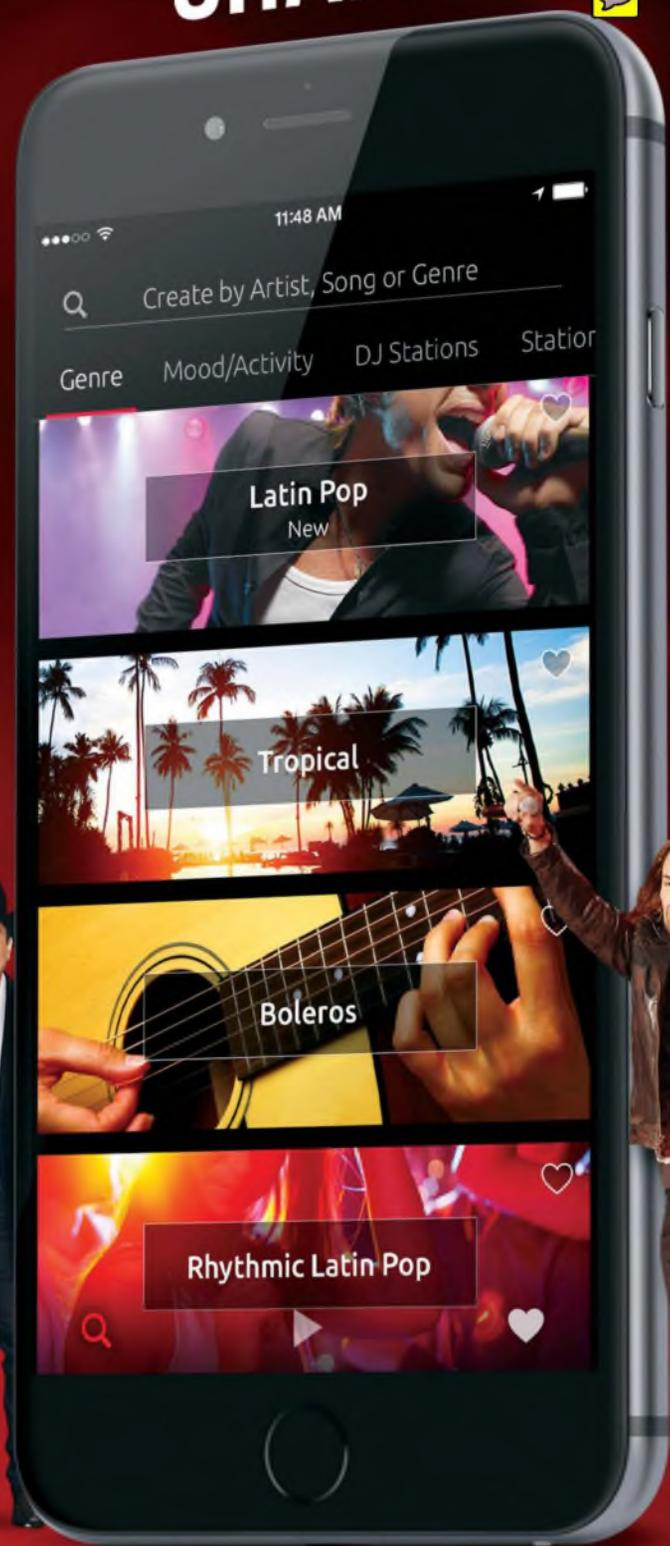 11:48 AM
Create by Artist, Song or Genre
Genre Mood/Activity DJ Stations
Latin Pop
New
Tropical
Boleros
Rhythmic Latin Pop